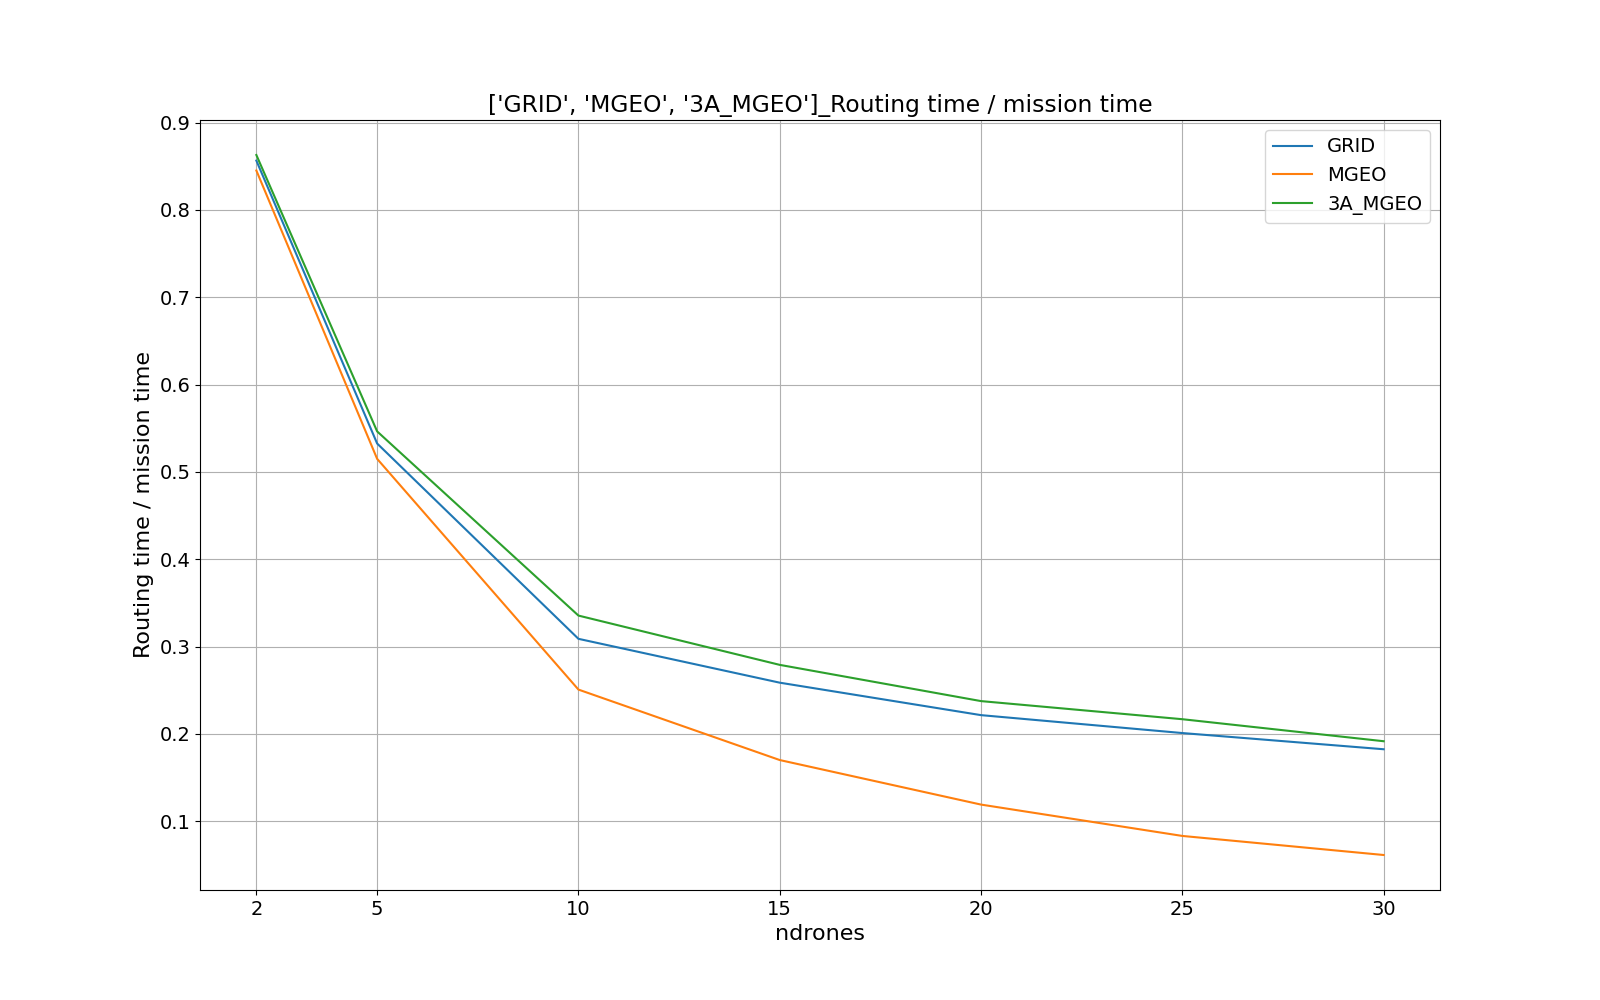 ['GRID', 'MGEO', '3A_MGEO']_Routing time / mission time
GRID
MGEO
3A_MGEO
Routing time / mission time
0.9
0.8
0.7
0.6
0.5
0.4
0.3
0.2
0.1
2 5 10 15 20 25 30
ndrones